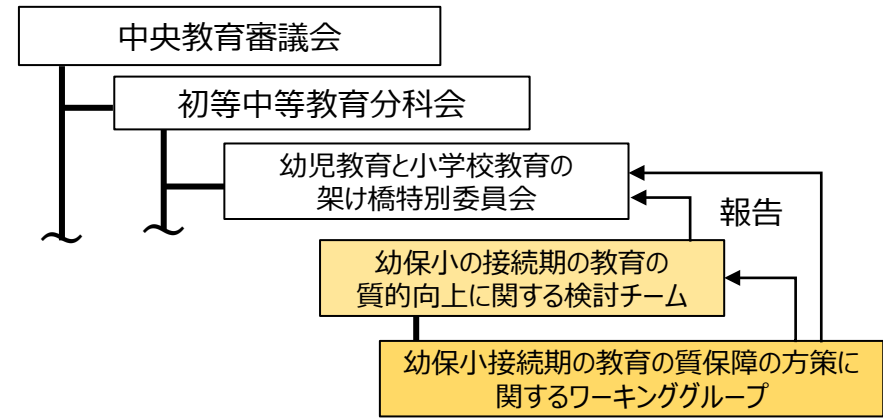 中央教育審議会
初等中等教育分科会
幼児教育と小学校教育の
架け橋特別委員会
報告
幼保小の接続期の教育の
質的向上に関する検討チーム
幼保小接続期の教育の質保障の方策に
関するワーキンググループ